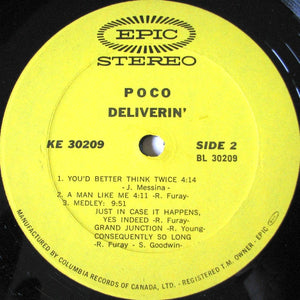 EPIC
STEREO
POCO
DELIVERIN'
KE 30209
SIDE 2
BL 30209
1. YOU'D BETTER THINK TWICE 4:14
- J. Messina -
2. A MAN LIKE ME 4:11 -R. Furay-
3. MEDLEY: 9:51
JUST IN CASE IT HAPPENS,
YES INDEED -R. Furay-
GRAND JUNCTION -R. Young-
CONSEQUENTLY SO LONG
-R. Furay - S. Goodwin-
MANUFACTURED BY COLUMBIA RECORDS OF CANADA, LTD. - REGISTERED T.M. OWNER - EPIC -